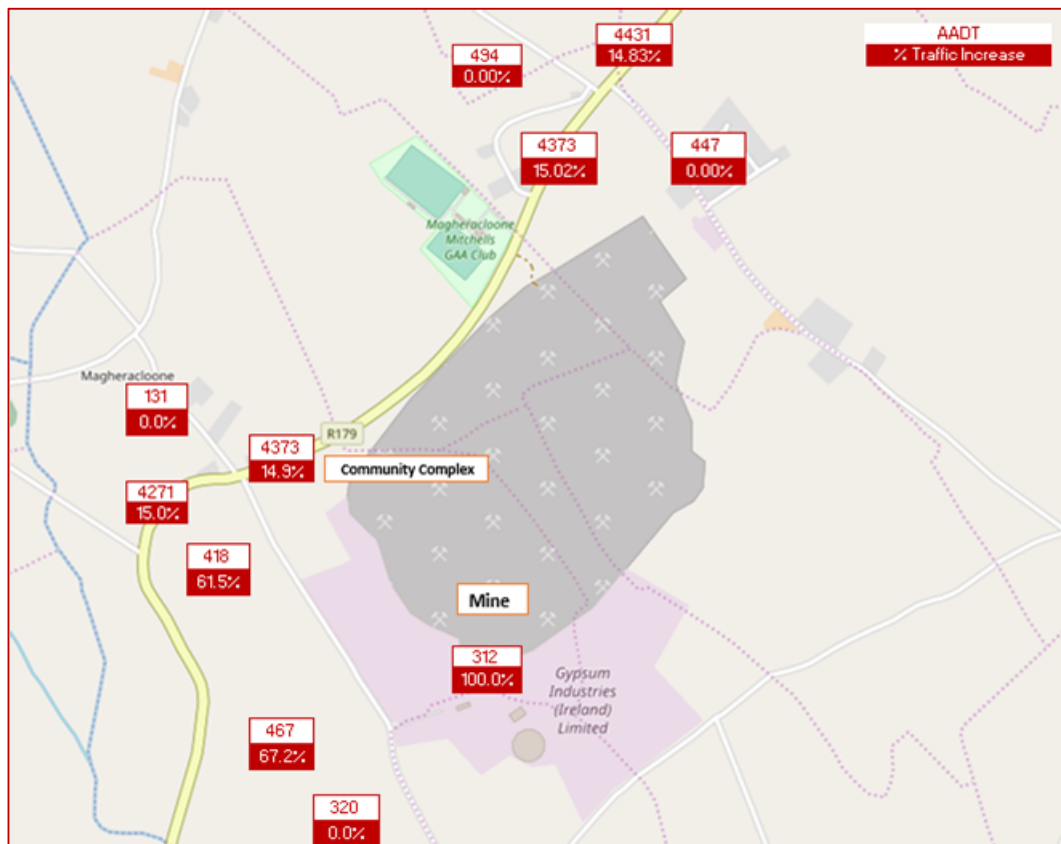 AADT
% Traffic Increase
4431
14.83%
494
0.00%
4373
15.02%
447
0.00%
Magheracloone
Mitchells
GAA Club
Magheracloone
131
0.0%
R179
4373
14.9%
Community Complex
4271
15.0%
418
61.5%
Mine
312
100.0%
Gypsum
Industries
(Ireland)
Limited
467
67.2%
320
0.0%